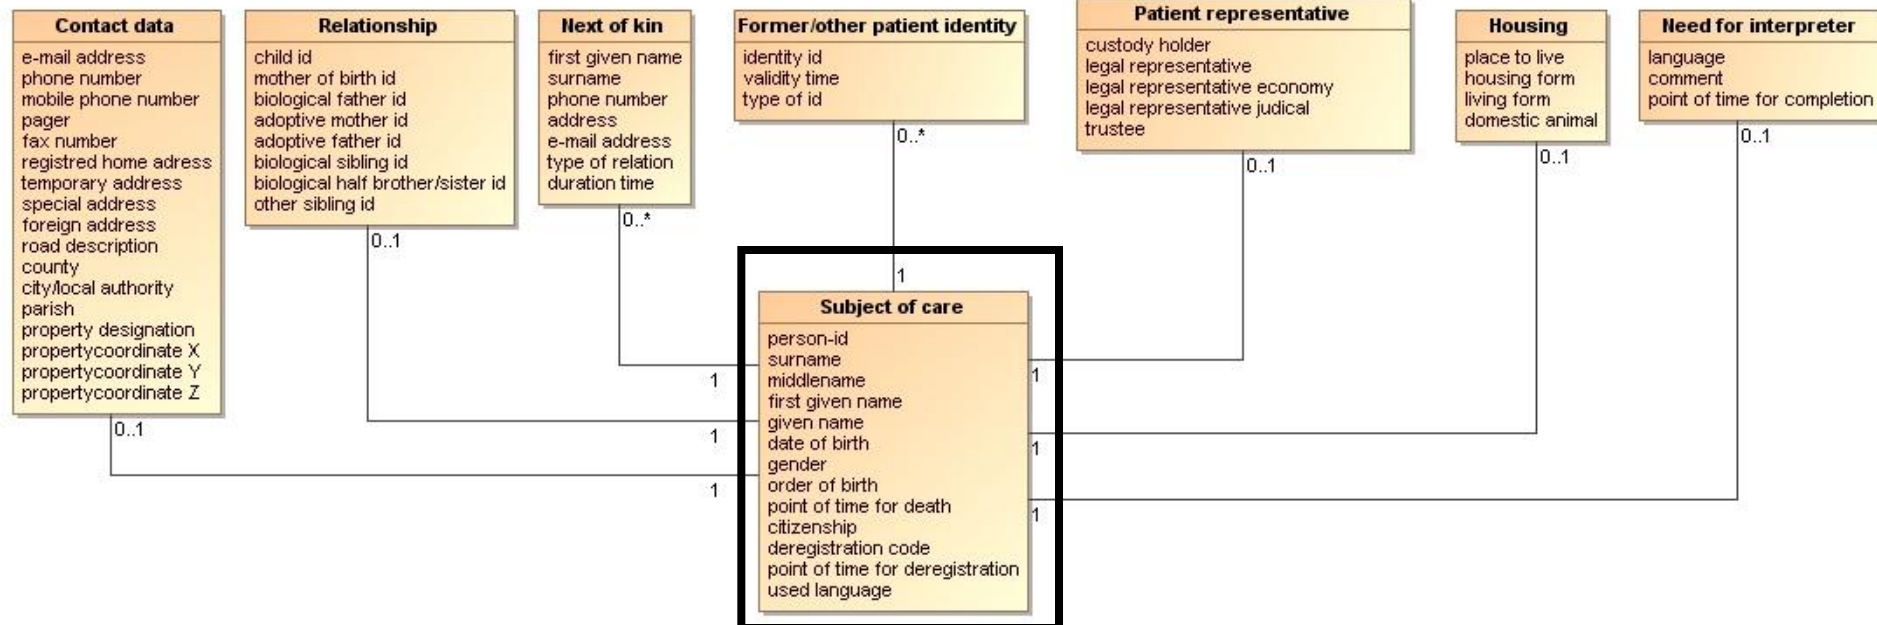 Contact data
e-mail address
phone number
mobile phone number
pager
fax number
registred home adress
temporary address
special address
foreign address
road description
county
city/local authority
parish
property designation
propertycoordinate X
propertycoordinate Y
propertycoordinate Z
0..1
1
Relationship
child id
mother of birth id
biological father id
adoptive mother id
adoptive father id
biological sibling id
biological half brother/sister id
other sibling id
0..1
1
Next of kin
first given name
surname
phone number
address
e-mail address
type of relation
duration time
0..*
1
Former/other patient identity
identity id
validity time
type of id
0..*
1
Patient representative
custody holder
legal representative
legal representative economy
legal representative judical
trustee
0..1
1
Housing
place to live
housing form
living form
domestic animal
0..1
1
Need for interpreter
language
comment
point of time for completion
0..1
1
Subject of care
person-id
surname
middlename
first given name
given name
date of birth
gender
order of birth
point of time for death
citizenship
deregistration code
point of time for deregistration
used language